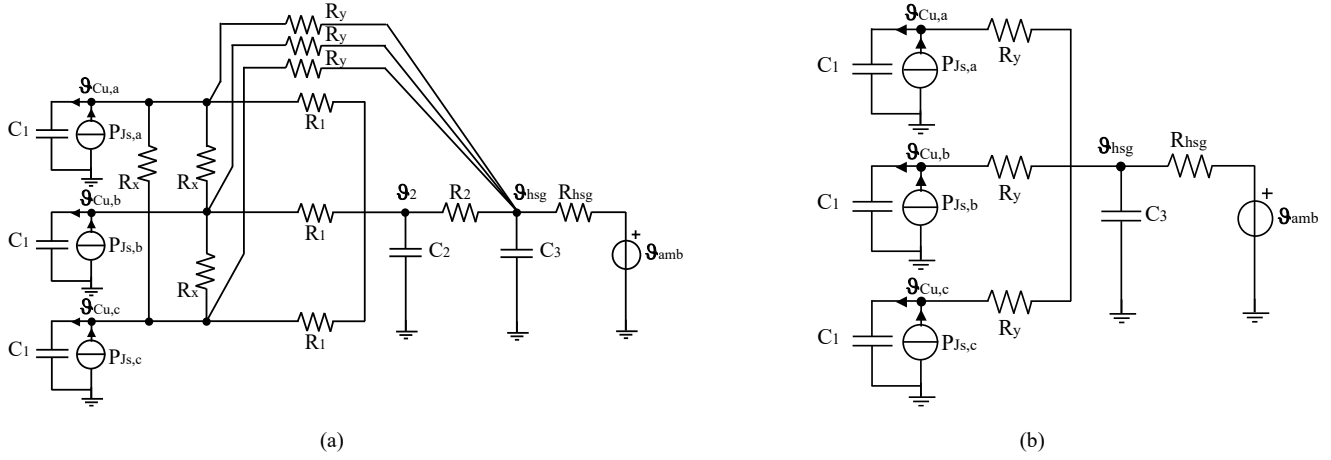 Ry
Ry
Ry
ϑCu,a
C1
PJs,a
R1
Rx
Rx
ϑCu,b
C1
PJs,b
R1
ϑ2
R2
ϑhsg
Rhsg
C2
C3
+
ϑamb
Rx
ϑCu,c
C1
PJs,c
R1
(a)
ϑCu,a
C1
PJs,a
Ry
ϑCu,b
C1
PJs,b
Ry
ϑhsg
Rhsg
C3
+
ϑamb
ϑCu,c
C1
PJs,c
Ry
(b)